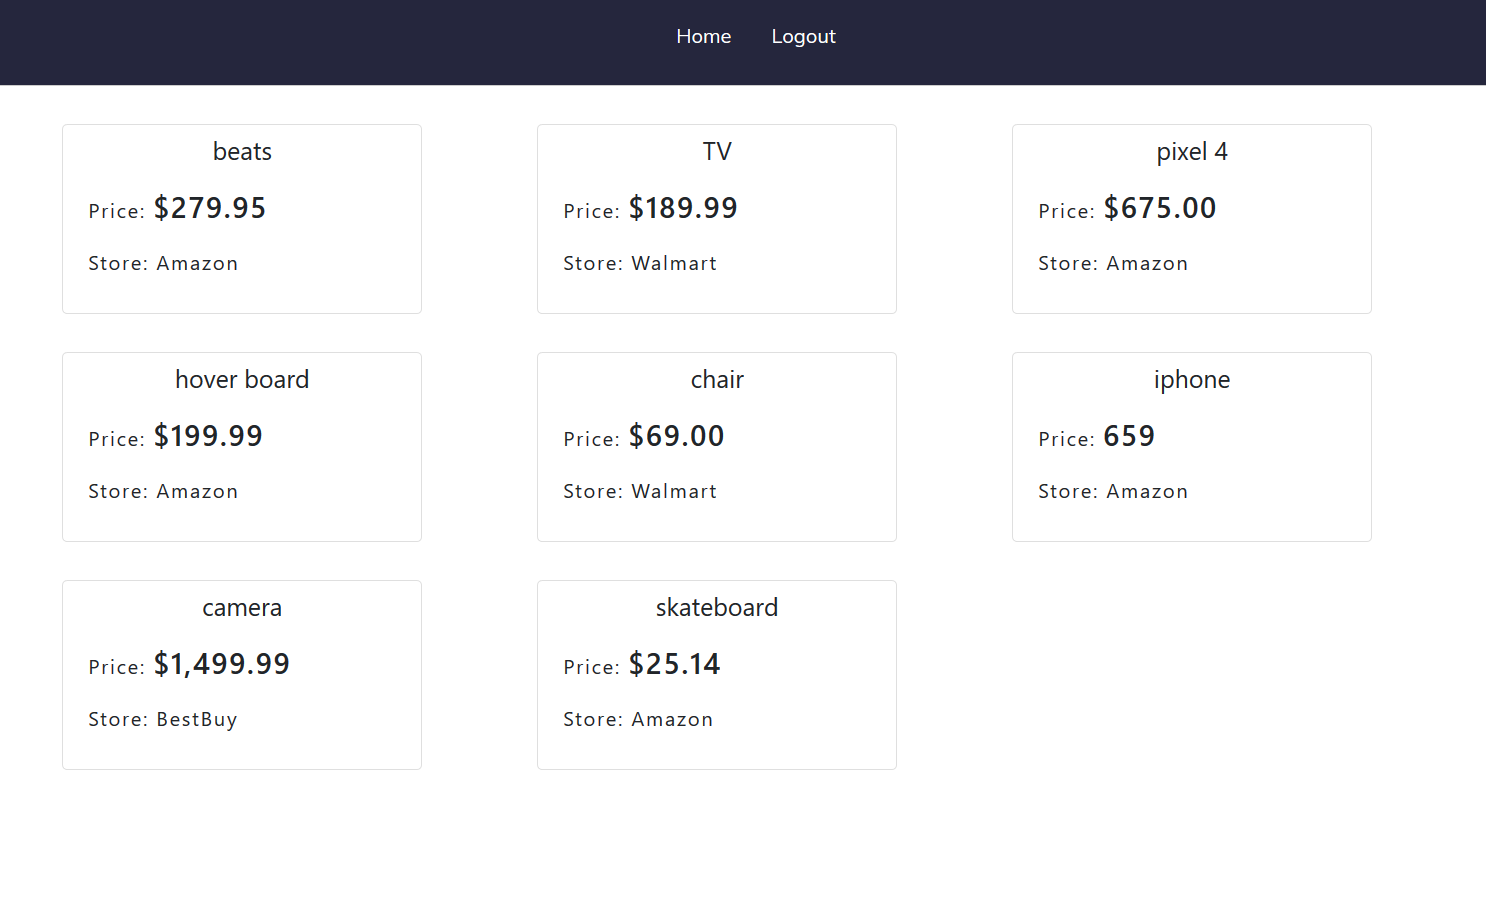 Home Logout
beats
Price: $279.95
Store: Amazon
TV
Price: $189.99
Store: Walmart
pixel 4
Price: $675.00
Store: Amazon
hover board
Price: $199.99
Store: Amazon
chair
Price: $69.00
Store: Walmart
iphone
Price: 659
Store: Amazon
camera
Price: $1,499.99
Store: BestBuy
skateboard
Price: $25.14
Store: Amazon